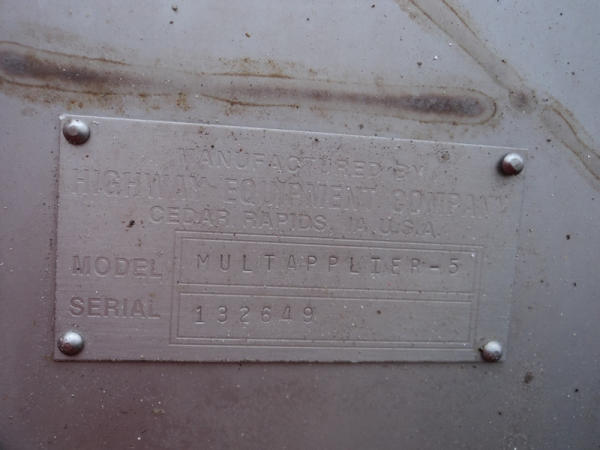 MANUFACTURED BY
HIGHWAY EQUIPMENT COMPANY
CEDAR RAPIDS, IA. U.S.A.
MODEL MULTAPPLIER-5
SERIAL 132649